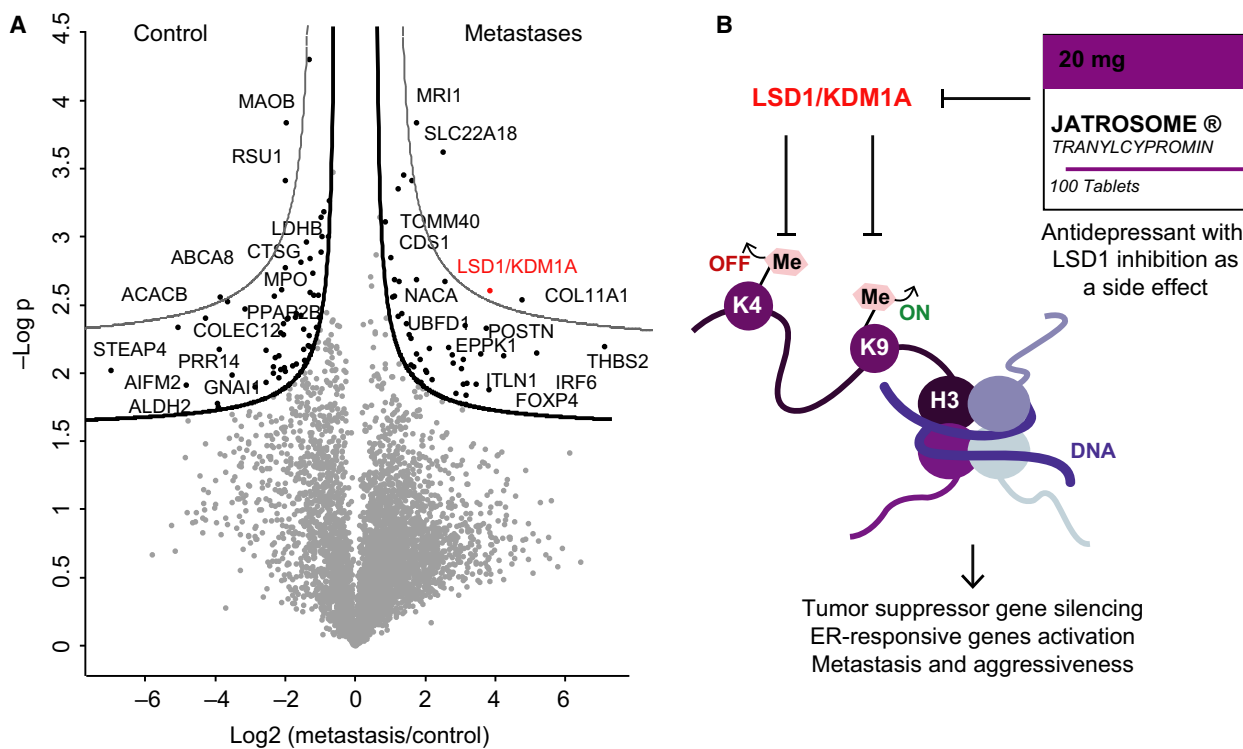 A
Control
Metastases
4.5
4
3.5
3
2.5
2
1.5
1
0.5
0
–Log p
MAOB
RSU1
LDHB
CTSG
ABCA8
MPO
ACACB
PPAR2B
COLEC12
STEAP4
PRR14
AIFM2
GNAI1
ALDH2
MRI1
SLC22A18
TOMM40
CDS1
LSD1/KDM1A
COL11A1
NACA
UBFD1
POSTN
EPPK1
THBS2
ITLN1
IRF6
FOXP4
–6
–4
–2
0
2
4
6
Log2 (metastasis/control)
B
LSD1/KDM1A
20 mg
JATROSOME ®
TRANYLCYPROMIN
100 Tablets
Antidepressant with
LSD1 inhibition as
a side effect
OFF
Me
K4
Me
ON
K9
H3
DNA
Tumor suppressor gene silencing
ER-responsive genes activation
Metastasis and aggressiveness